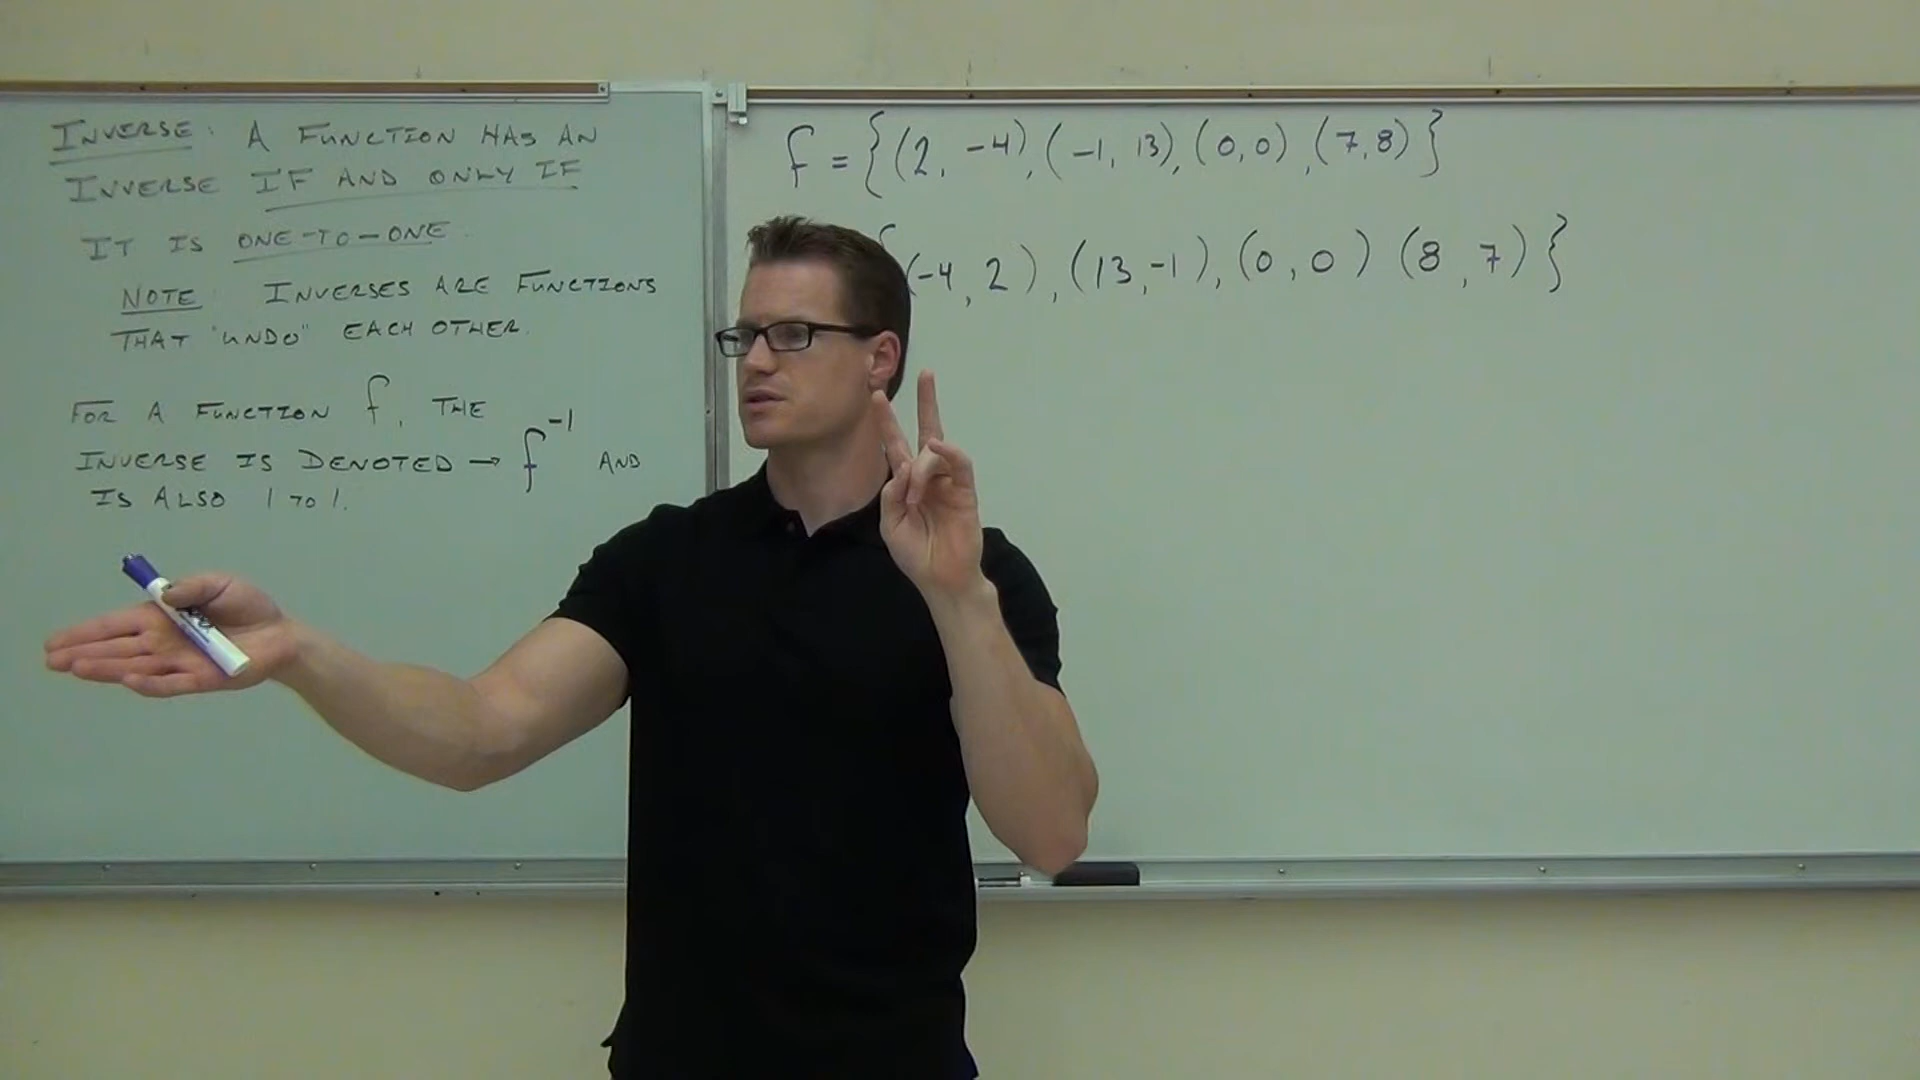 INVERSE: A FUNCTION HAS AN
INVERSE IF AND ONLY IF
IT IS ONE-TO-ONE.
NOTE: INVERSES ARE FUNCTIONS
THAT "UNDO" EACH OTHER.
FOR A FUNCTION f, THE
INVERSE IS DENOTED → f⁻¹ AND
IS ALSO 1 TO 1.
f = {(2, -4), (-1, 13), (0,0), (7,8)}
{(-4, 2), (13,-1), (0, 0) (8, 7)}